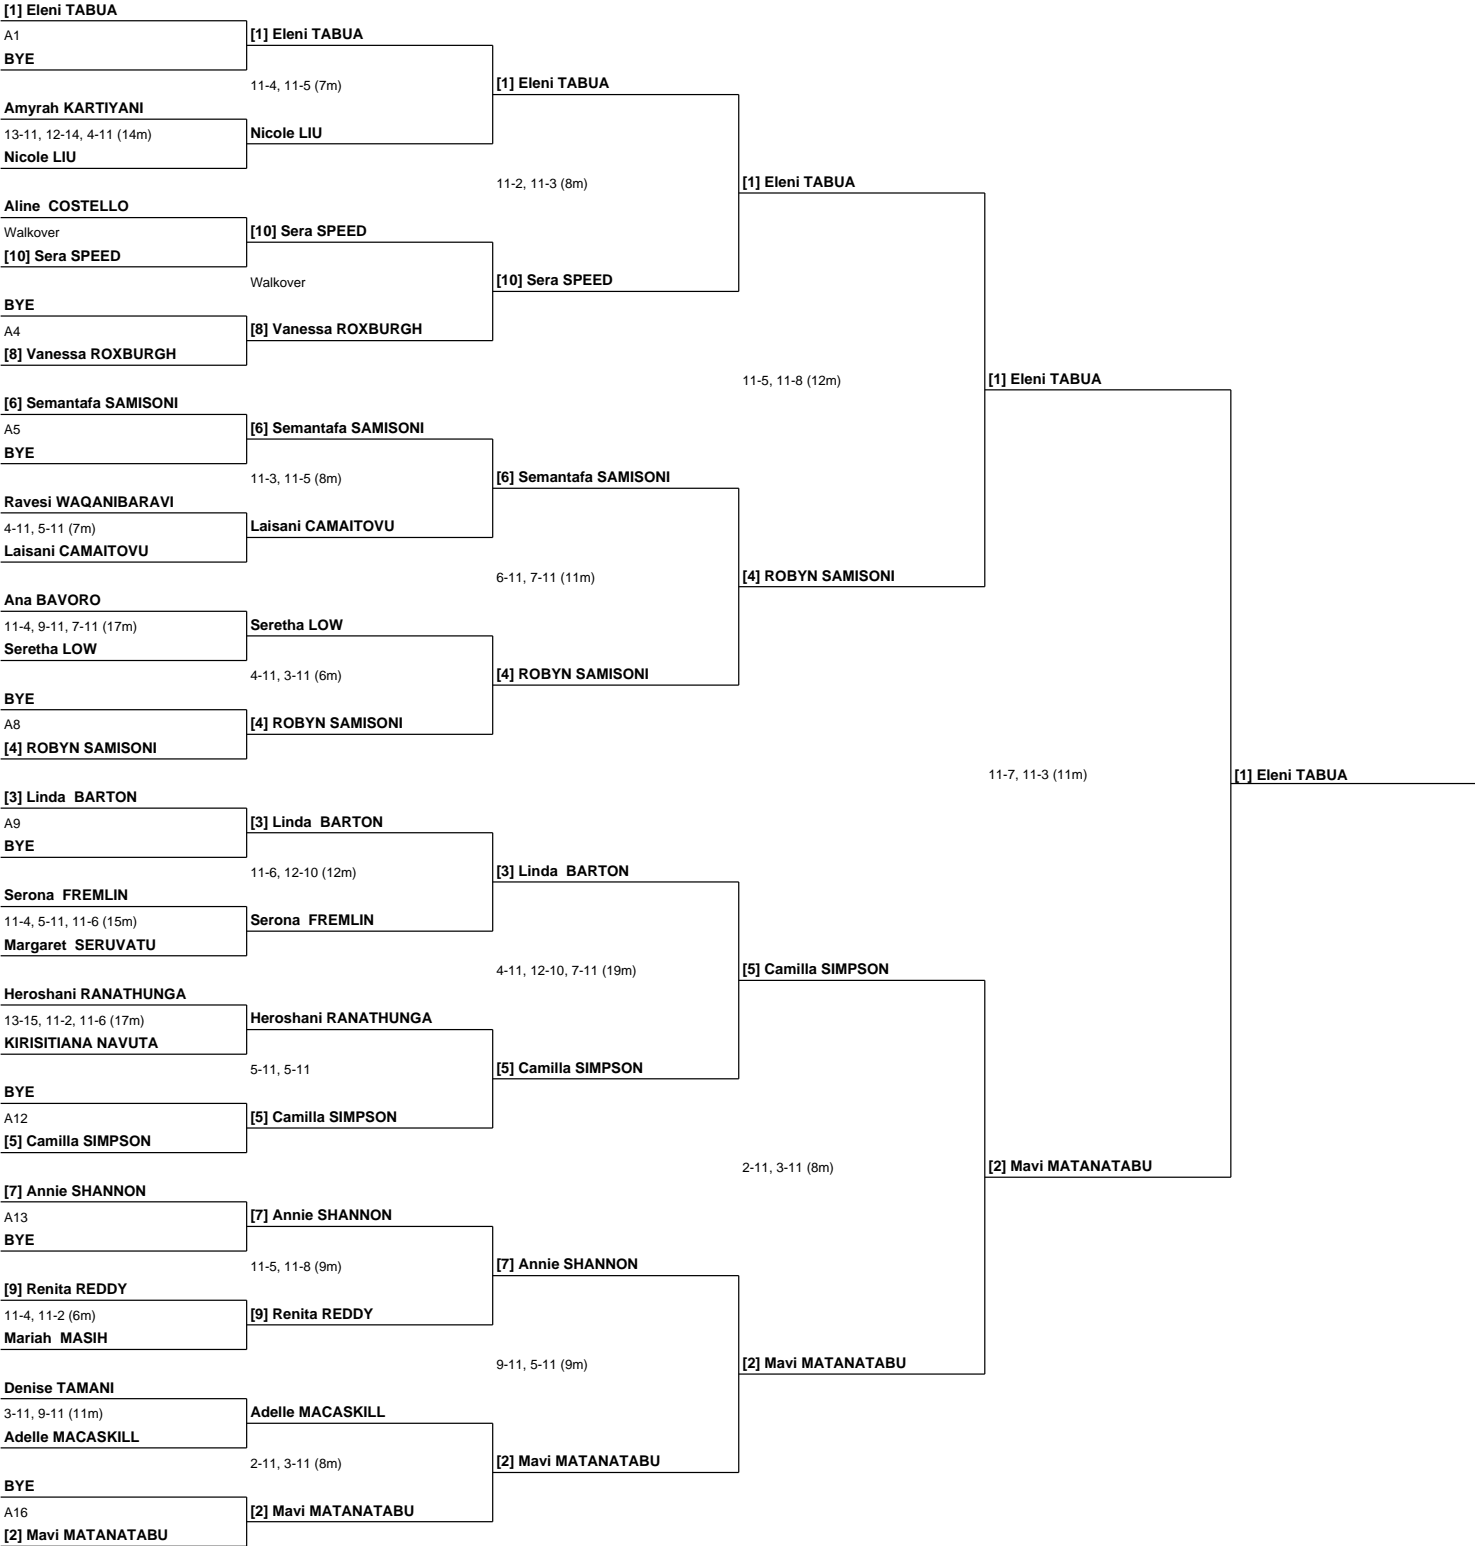 [1] Eleni TABUA
A1
BYE
Amyrah KARTIYANI
13-11, 12-14, 4-11 (14m)
Nicole LIU
Aline  COSTELLO
Walkover
[10] Sera SPEED
BYE
A4
[8] Vanessa ROXBURGH
[6] Semantafa SAMISONI
A5
BYE
Ravesi WAQANIBARAVI
4-11, 5-11 (7m)
Laisani CAMAITOVU
Ana BAVORO
11-4, 9-11, 7-11 (17m)
Seretha LOW
BYE
A8
[4] ROBYN SAMISONI
[3] Linda  BARTON
A9
BYE
Serona  FREMLIN
11-4, 5-11, 11-6 (15m)
Margaret  SERUVATU
Heroshani RANATHUNGA
13-15, 11-2, 11-6 (17m)
KIRISITIANA NAVUTA
BYE
A12
[5] Camilla SIMPSON
[7] Annie SHANNON
A13
BYE
[9] Renita REDDY
11-4, 11-2 (6m)
Mariah  MASIH
Denise TAMANI
3-11, 9-11 (11m)
Adelle MACASKILL
BYE
A16
[2] Mavi MATANATABU
[1] Eleni TABUA
11-4, 11-5 (7m)
Nicole LIU
[10] Sera SPEED
Walkover
[8] Vanessa ROXBURGH
[6] Semantafa SAMISONI
11-3, 11-5 (8m)
Laisani CAMAITOVU
Seretha LOW
4-11, 3-11 (6m)
[4] ROBYN SAMISONI
[3] Linda  BARTON
11-6, 12-10 (12m)
Serona  FREMLIN
Heroshani RANATHUNGA
5-11, 5-11
[5] Camilla SIMPSON
[7] Annie SHANNON
11-5, 11-8 (9m)
[9] Renita REDDY
Adelle MACASKILL
2-11, 3-11 (8m)
[2] Mavi MATANATABU
[1] Eleni TABUA
11-2, 11-3 (8m)
[10] Sera SPEED
[6] Semantafa SAMISONI
6-11, 7-11 (11m)
[4] ROBYN SAMISONI
[3] Linda  BARTON
4-11, 12-10, 7-11 (19m)
[5] Camilla SIMPSON
[7] Annie SHANNON
9-11, 5-11 (9m)
[2] Mavi MATANATABU
[1] Eleni TABUA
11-5, 11-8 (12m)
[4] ROBYN SAMISONI
[5] Camilla SIMPSON
2-11, 3-11 (8m)
[2] Mavi MATANATABU
[1] Eleni TABUA
11-7, 11-3 (11m)
[2] Mavi MATANATABU
[1] Eleni TABUA